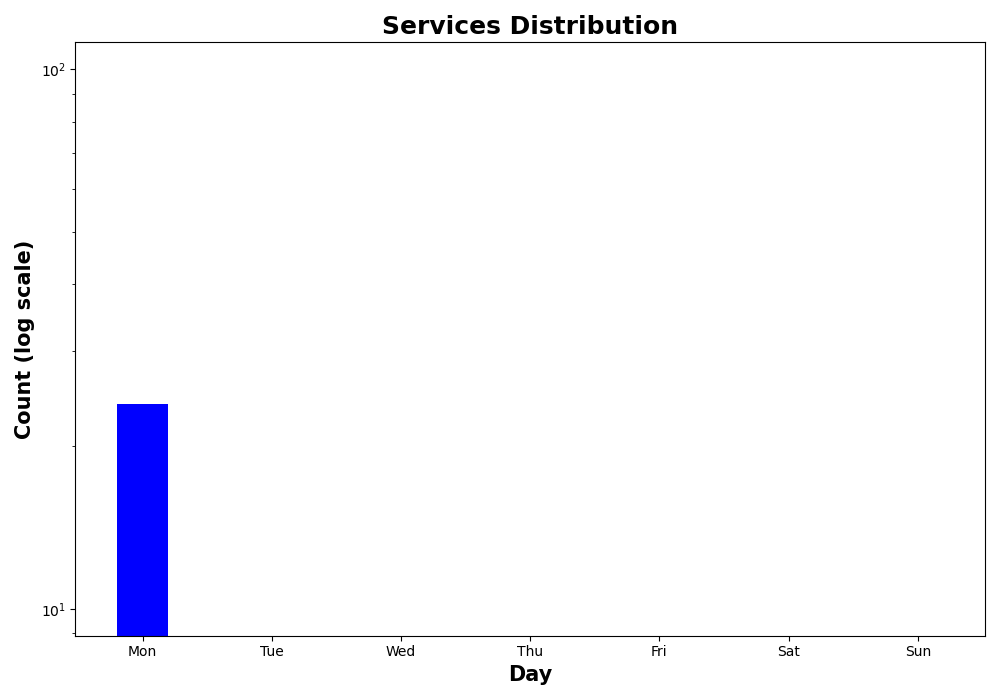 Services Distribution
10²
Count (log scale)
10¹
Mon Tue Wed Thu Fri Sat Sun
Day